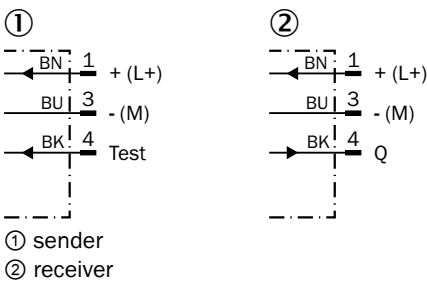 ① ②
BN 1 + (L+) BN 1 + (L+)
BU 3 - (M) BU 3 - (M)
BK 4 Test BK 4 Q
① sender
② receiver